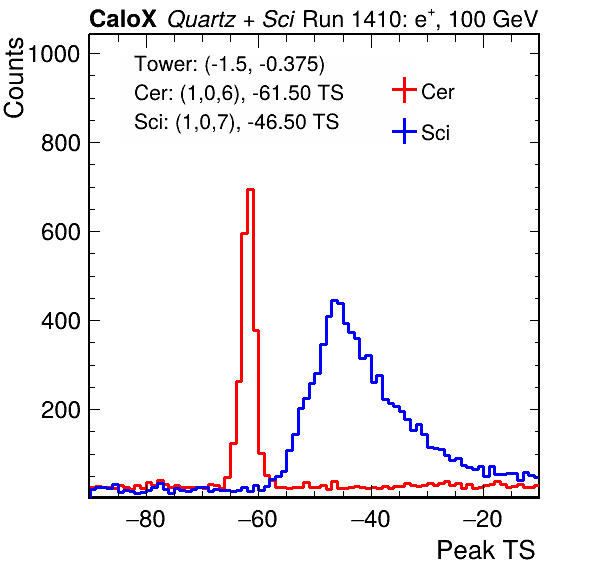 CaloX Quartz + Sci Run 1410: e+, 100 GeV
Counts
1000
800
600
400
200
Tower: (-1.5, -0.375)
Cer: (1,0,6), -61.50 TS
Sci: (1,0,7), -46.50 TS
Cer
Sci
−80 −60 −40 −20
Peak TS